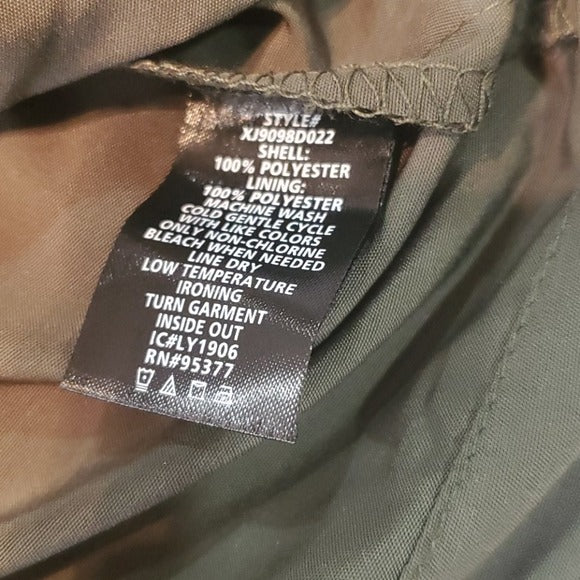 STYLE#
XJ9098D022
SHELL:
100% POLYESTER
LINING:
100% POLYESTER
MACHINE WASH
COLD GENTLE CYCLE
WITH LIKE COLORS
ONLY NON-CHLORINE
BLEACH WHEN NEEDED
LINE DRY
LOW TEMPERATURE
IRONING
TURN GARMENT
INSIDE OUT
IC#LY1906
RN#95377